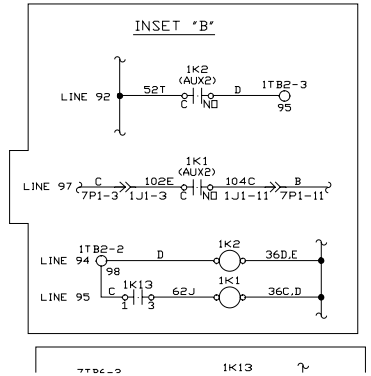 INSET "B"
1K2
(AUX2)
1TB2-3
LINE 92
52T
D
C
NO
95
1K1
(AUX2)
LINE 97
C
102E
104C
B
7P1-3
1J1-3
C
NO
1J1-11
7P1-11
1TB2-2
D
1K2
36D,E
LINE 94
98
LINE 95
C
1K13
62J
1K1
36C,D
1
3
7TB6-2
1K13